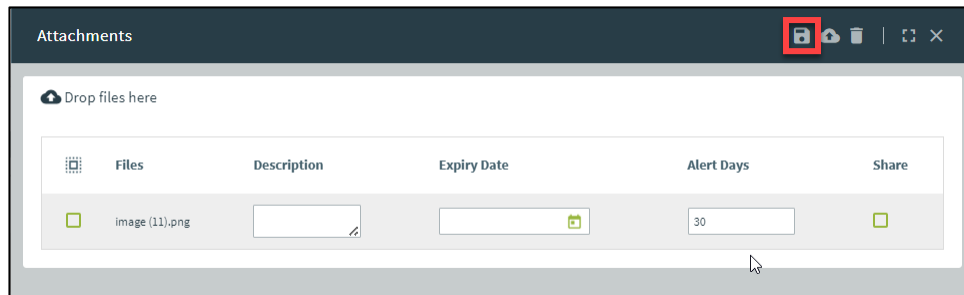 Attachments
Drop files here
Files Description Expiry Date Alert Days Share
image (11).png 30